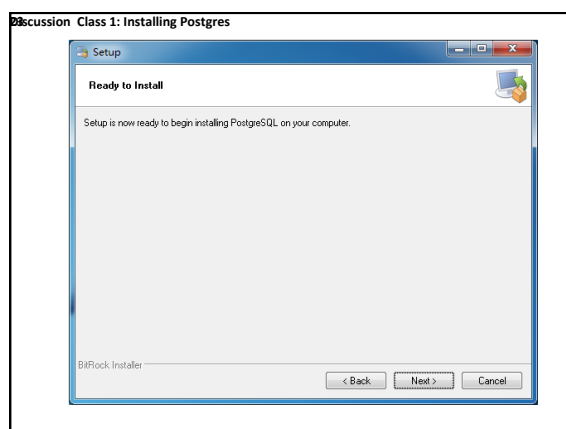 Discussion Class 1: Installing Postgres
Setup
Ready to Install
Setup is now ready to begin installing PostgreSQL on your computer.
BitRock Installer
< Back
Next >
Cancel